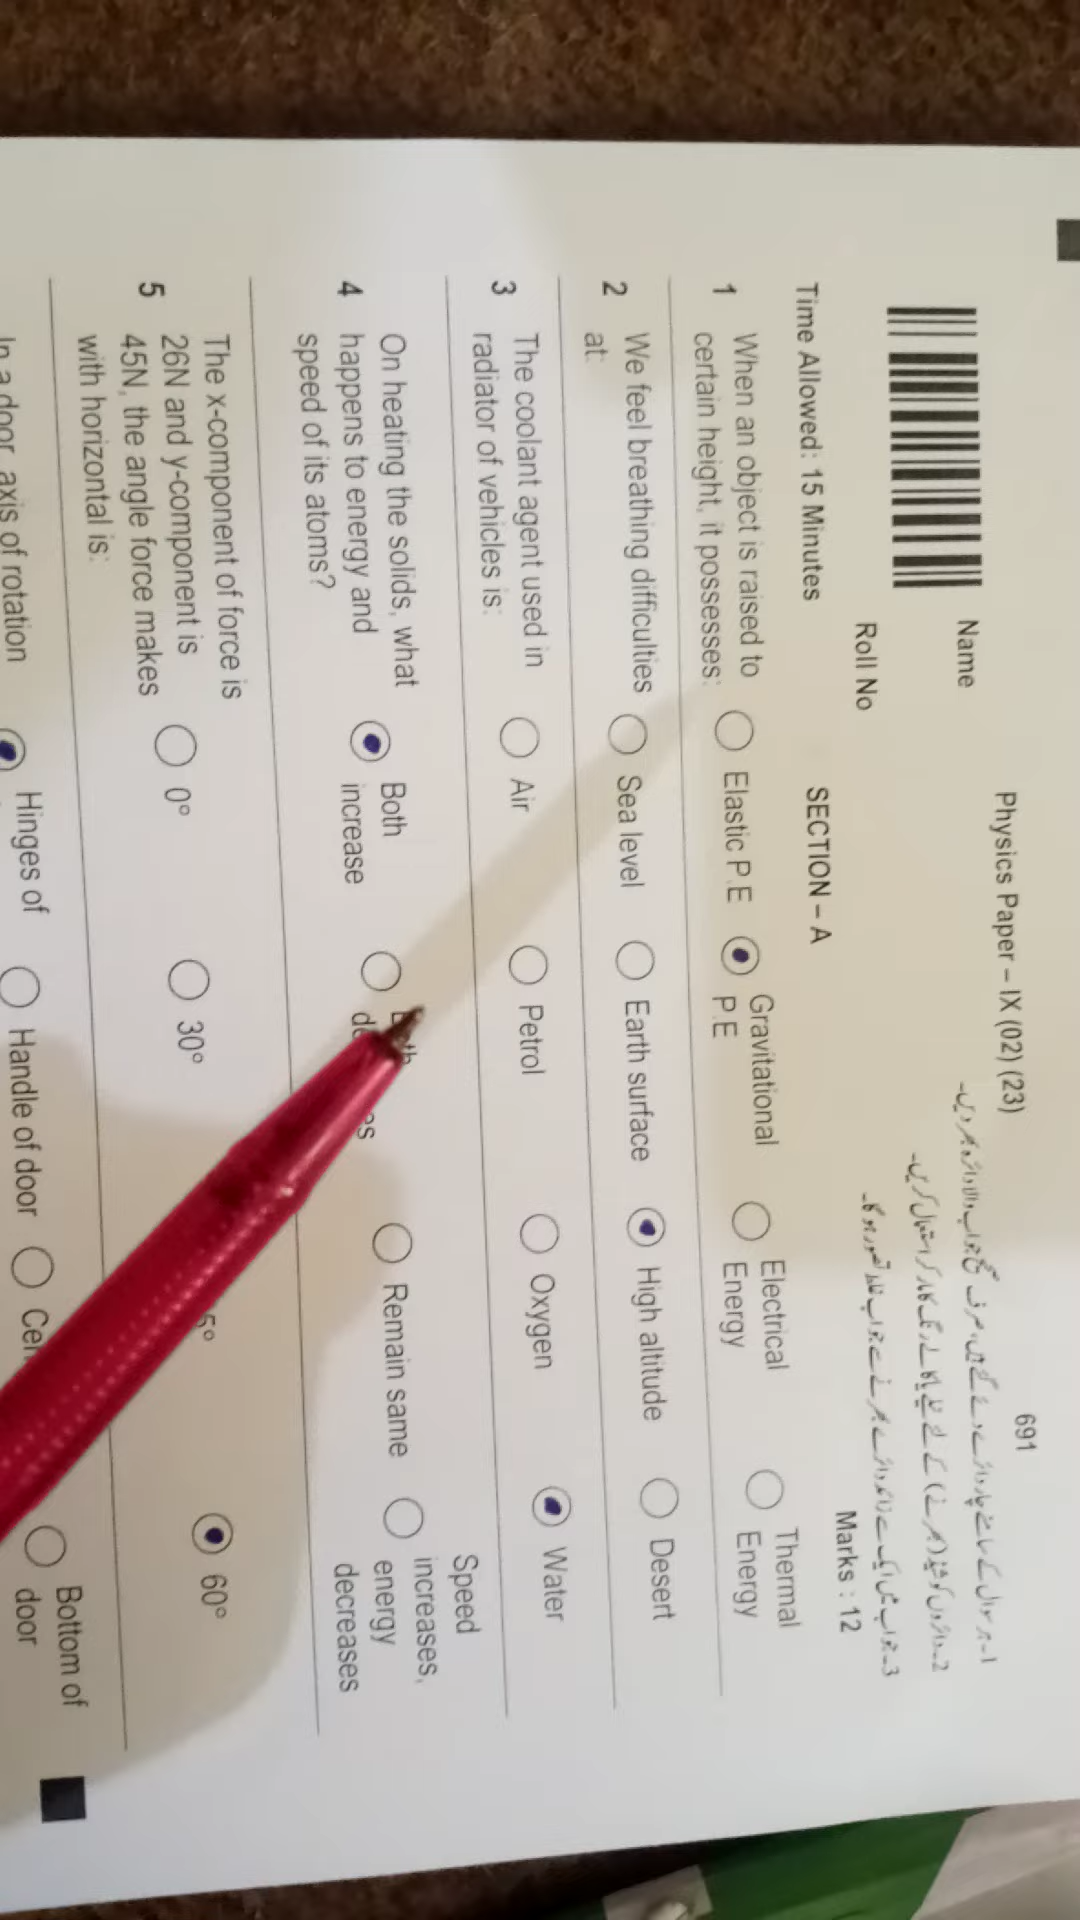 Physics Paper – IX (02) (23)
691
Name
Roll No
Time Allowed: 15 Minutes
SECTION – A
Marks : 12
1 When an object is raised to certain height, it possesses:
Elastic P.E
Gravitational P.E
Electrical Energy
Thermal Energy
2 We feel breathing difficulties at:
Sea level
Earth surface
High altitude
Desert
3 The coolant agent used in radiator of vehicles is:
Air
Petrol
Oxygen
Water
4 On heating the solids, what happens to energy and speed of its atoms?
Both increase
Remain same
Speed increases, energy decreases
5 The x-component of force is 26N and y-component is 45N, the angle force makes with horizontal is:
0°
30°
60°
In a door, axis of rotation
Hinges of
Handle of door
Bottom of door